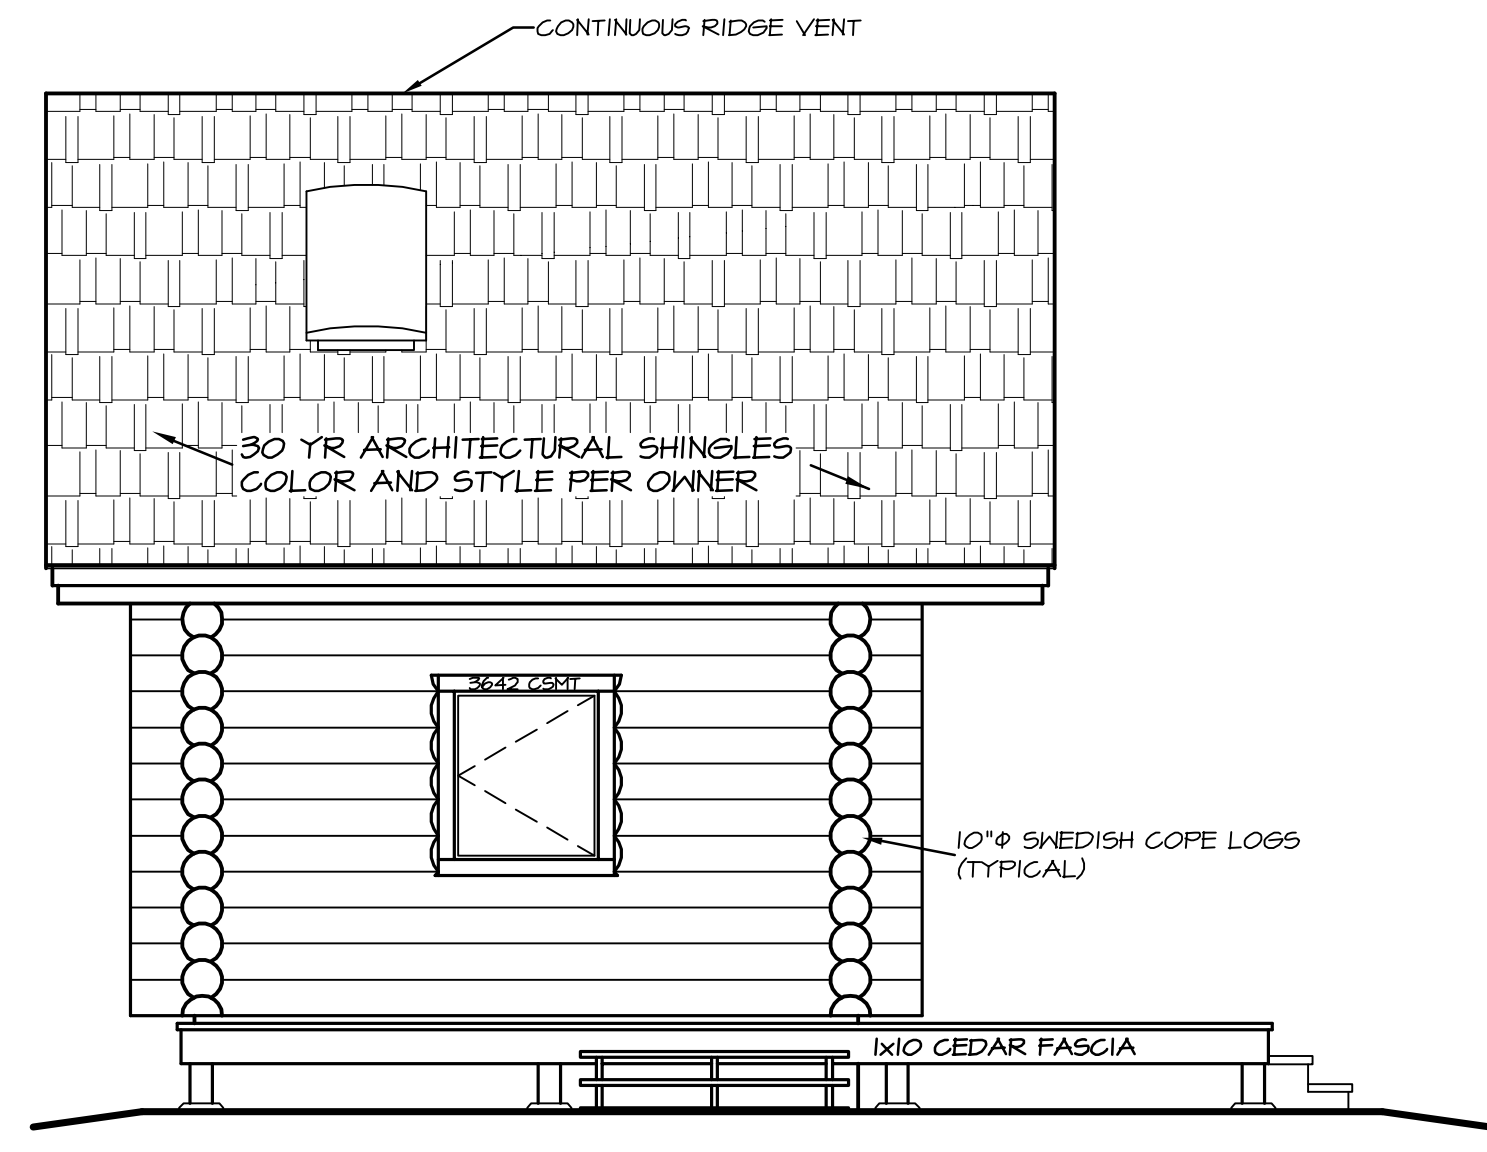 CONTINUOUS RIDGE VENT
30 YR ARCHITECTURAL SHINGLES
COLOR AND STYLE PER OWNER
3642 CSMT
10"Φ SWEDISH COPE LOGS
(TYPICAL)
1x10 CEDAR FASCIA